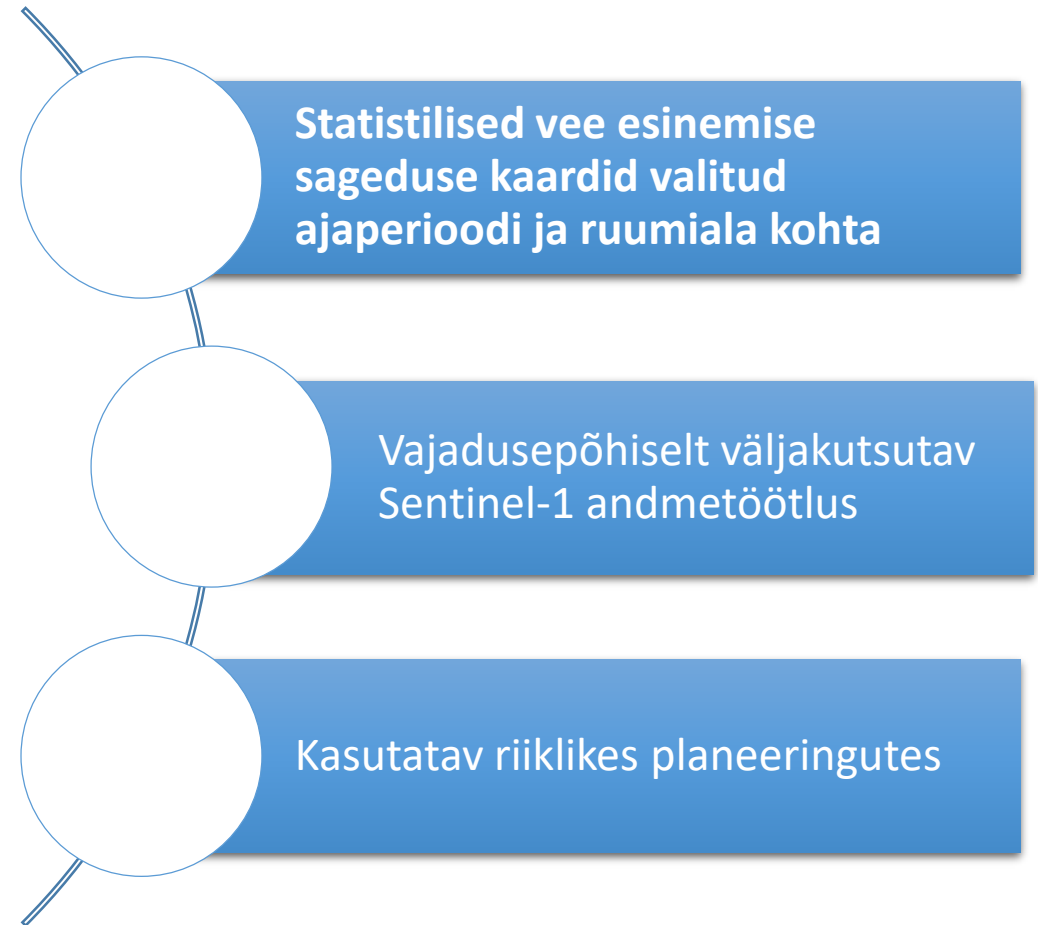 Statistilised vee esinemise
sageduse kaardid valitud
ajaperioodi ja ruumiala kohta
Vajadusepõhiselt väljakutsutav
Sentinel-1 andmetöötlus
Kasutatav riiklikes planeeringutes